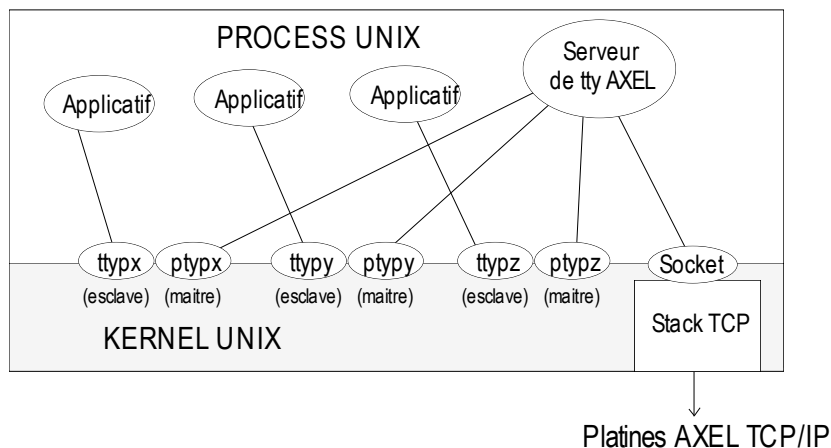 PROCESS UNIX
Serveur
de tty AXEL
Applicatif
Applicatif
Applicatif
ttypx
ptypx
ttypy
ptypy
ttypz
ptypz
Socket
(esclave)
(maitre)
(esclave)
(maitre)
(esclave)
(maitre)
Stack TCP
KERNEL UNIX
Platines AXEL TCP/IP